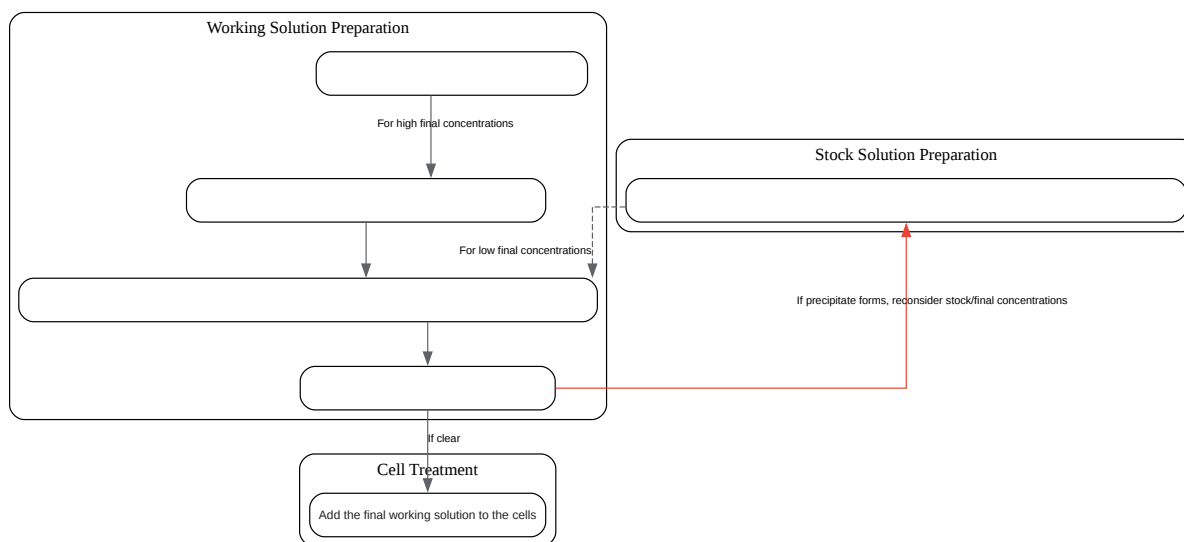 Working Solution Preparation
For high final concentrations
Stock Solution Preparation
For low final concentrations
If precipitate forms, reconsider stock/final concentrations
If clear
Cell Treatment
Add the final working solution to the cells